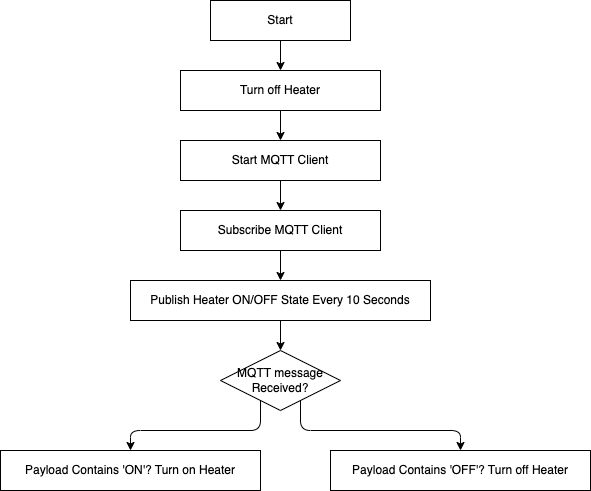 Start
Turn off Heater
Start MQTT Client
Subscribe MQTT Client
Publish Heater ON/OFF State Every 10 Seconds
MQTT message
Received?
Payload Contains 'ON'? Turn on Heater
Payload Contains 'OFF'? Turn off Heater